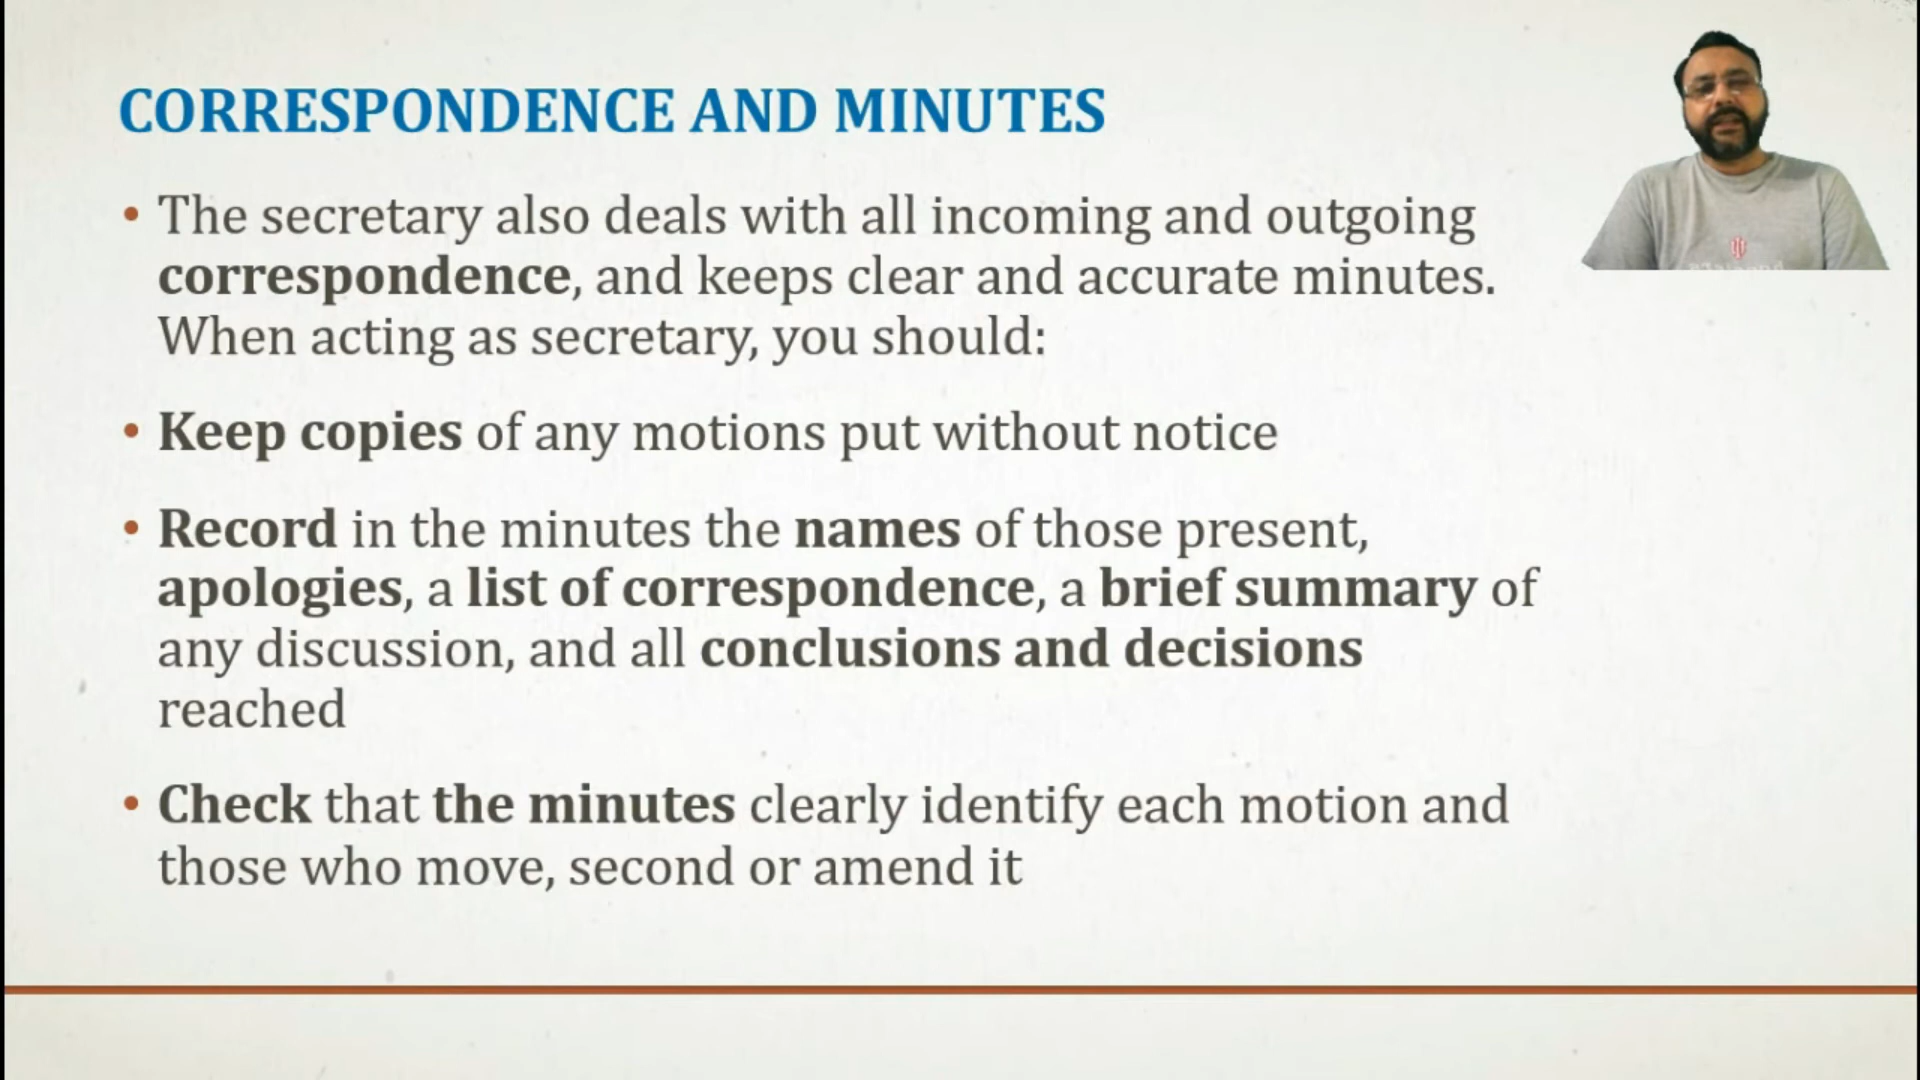 CORRESPONDENCE AND MINUTES
• The secretary also deals with all incoming and outgoing
correspondence, and keeps clear and accurate minutes.
When acting as secretary, you should:
• Keep copies of any motions put without notice
• Record in the minutes the names of those present,
apologies, a list of correspondence, a brief summary of
any discussion, and all conclusions and decisions
reached
• Check that the minutes clearly identify each motion and
those who move, second or amend it